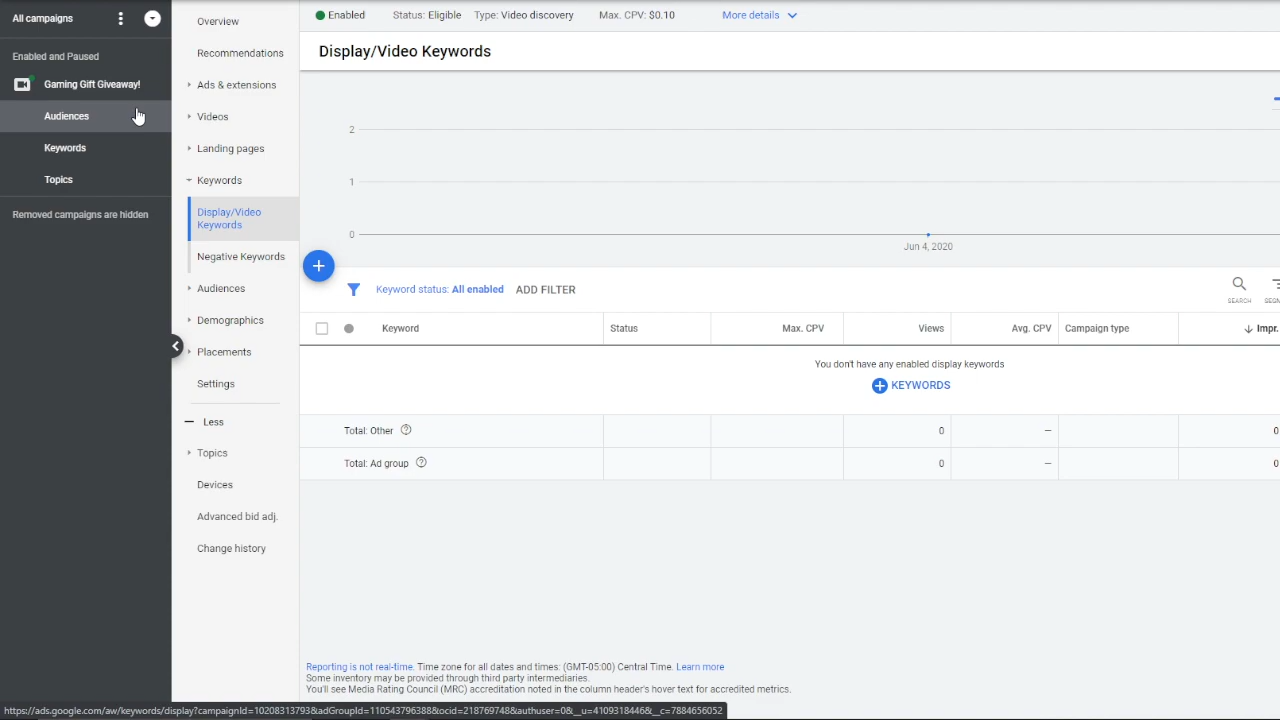 All campaigns
Enabled and Paused
Gaming Gift Giveaway!
Audiences
Keywords
Topics
Removed campaigns are hidden
Overview
Recommendations
Ads & extensions
Videos
Landing pages
Keywords
Display/Video
Keywords
Negative Keywords
Audiences
Demographics
Placements
Settings
Less
Topics
Devices
Advanced bid adj.
Change history
Enabled Status: Eligible Type: Video discovery Max. CPV: $0.10 More details
Display/Video Keywords
2
1
0
Jun 4, 2020
Keyword status: All enabled ADD FILTER
SEARCH
Keyword Status Max. CPV Views Avg. CPV Campaign type Impr.
You don't have any enabled display keywords
KEYWORDS
Total: Other 0 – 0
Total: Ad group 0 – 0
Reporting is not real-time. Time zone for all dates and times: (GMT-05:00) Central Time. Learn more
Some inventory may be provided through third party intermediaries.
You'll see Media Rating Council (MRC) accreditation noted in the column header's hover text for accredited metrics.
https://ads.google.com/aw/keywords/display?campaignId=10208313793&adGroupId=110543796388&ocid=218769748&authuser=0&__u=4109318446&__c=7884656052